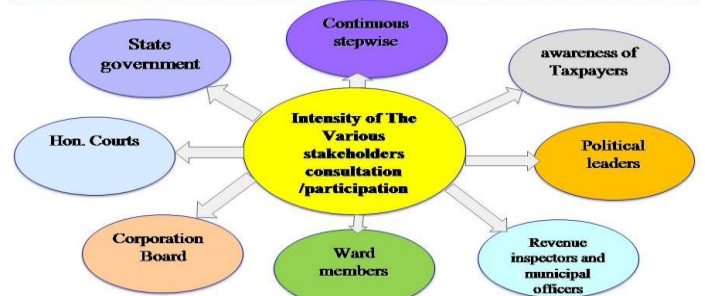 Continuous
stepwise
State
government
awareness of
Taxpayers
Intensity of The
Various
stakeholders
consultation
/participation
Hon. Courts
Political
leaders
Corporation
Board
Ward
members
Revenue
inspectors and
municipal
officers